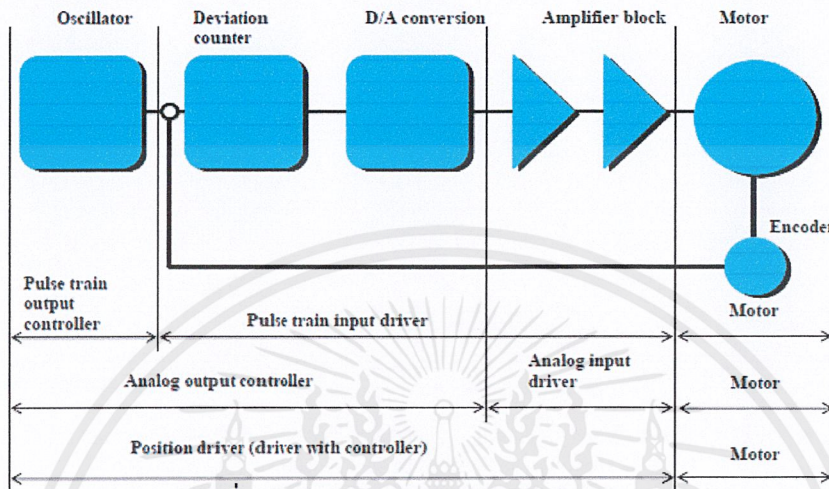 Oscillator
Deviation
counter
D/A conversion
Amplifier block
Motor
Encoder
Pulse train
output
controller
Pulse train input driver
Motor
Analog output controller
Analog input
driver
Motor
Position driver (driver with controller)
Motor